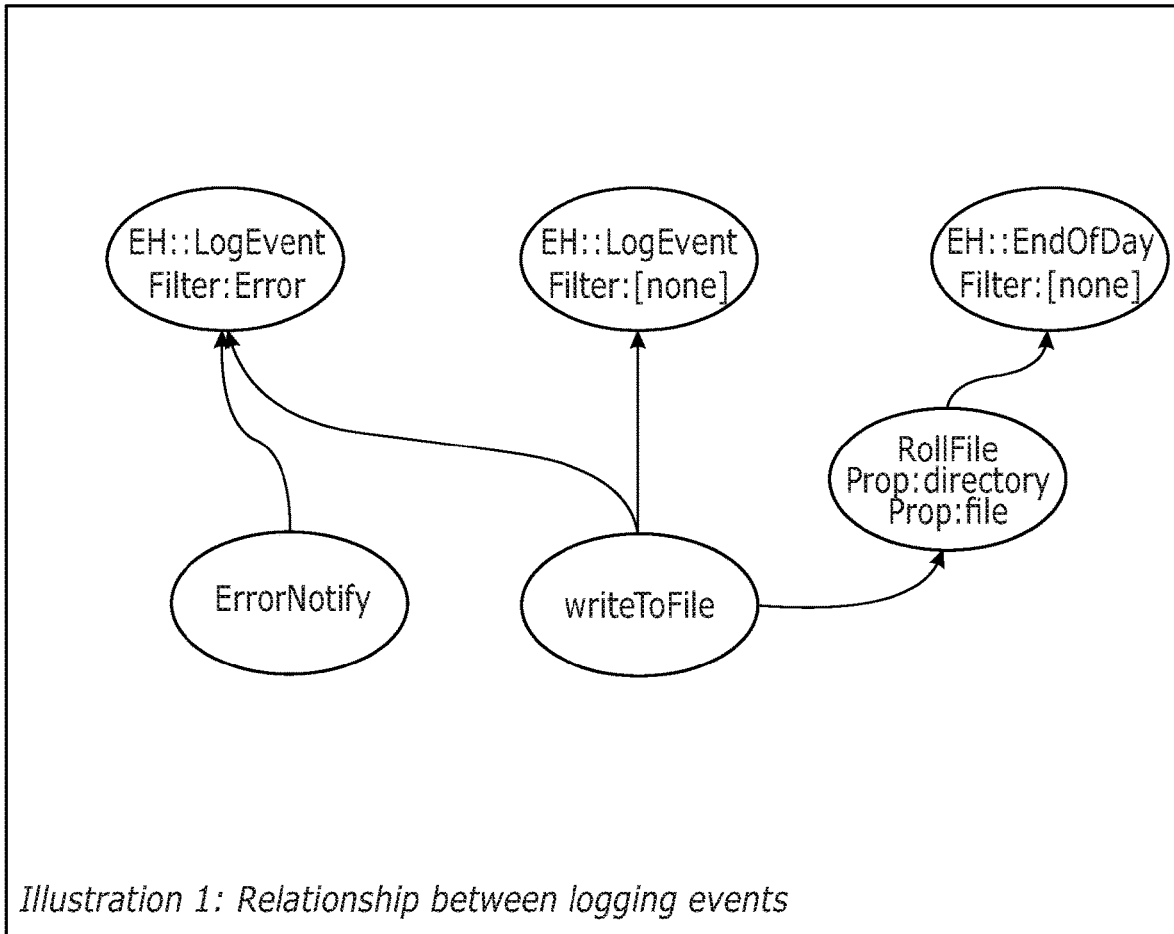 EH::LogEvent
Filter:Error
EH::LogEvent
Filter:[none]
EH::EndOfDay
Filter:[none]
RollFile
Prop:directory
Prop:file
ErrorNotify
writeToFile
Illustration 1: Relationship between logging events